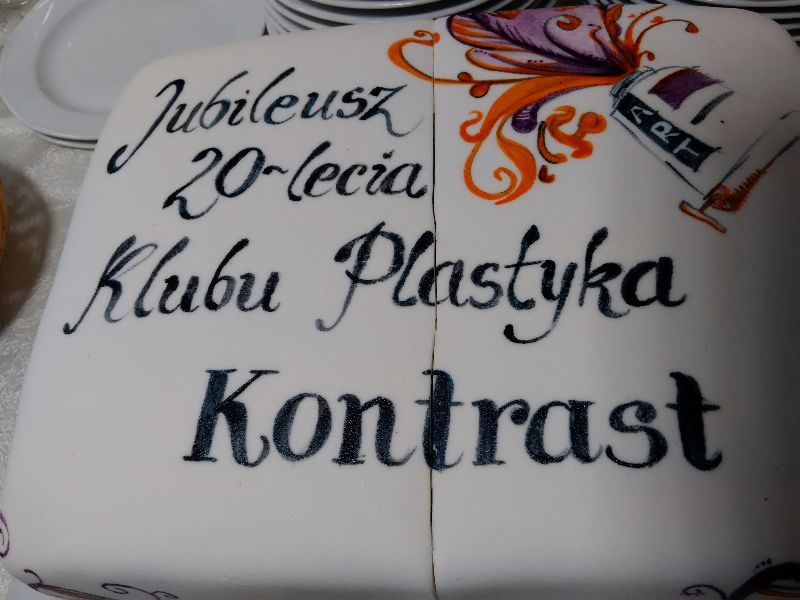 Jubileusz
20-lecia
Klubu Plastyka
Kontrast
ART